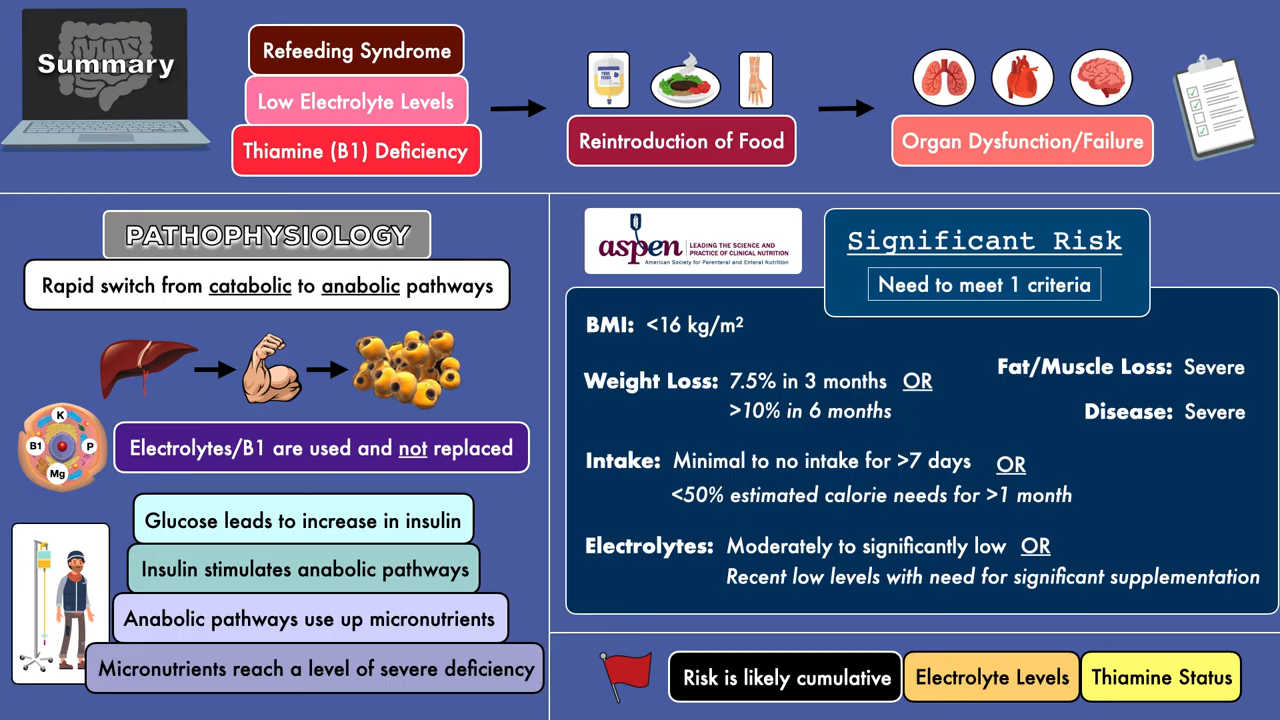 Summary
Refeeding Syndrome
Low Electrolyte Levels
Thiamine (B1) Deficiency
Reintroduction of Food
Organ Dysfunction/Failure
PATHOPHYSIOLOGY
Rapid switch from catabolic to anabolic pathways
K
B1
P
Mg
Electrolytes/B1 are used and not replaced
Glucose leads to increase in insulin
Insulin stimulates anabolic pathways
Anabolic pathways use up micronutrients
Micronutrients reach a level of severe deficiency
aspen
LEADING THE SCIENCE AND
PRACTICE OF CLINICAL NUTRITION
American Society for Parenteral and Enteral Nutrition
Significant Risk
Need to meet 1 criteria
BMI: <16 kg/m²
Weight Loss: 7.5% in 3 months OR
>10% in 6 months
Fat/Muscle Loss: Severe
Disease: Severe
Intake: Minimal to no intake for >7 days OR
<50% estimated calorie needs for >1 month
Electrolytes: Moderately to significantly low OR
Recent low levels with need for significant supplementation
Risk is likely cumulative
Electrolyte Levels
Thiamine Status